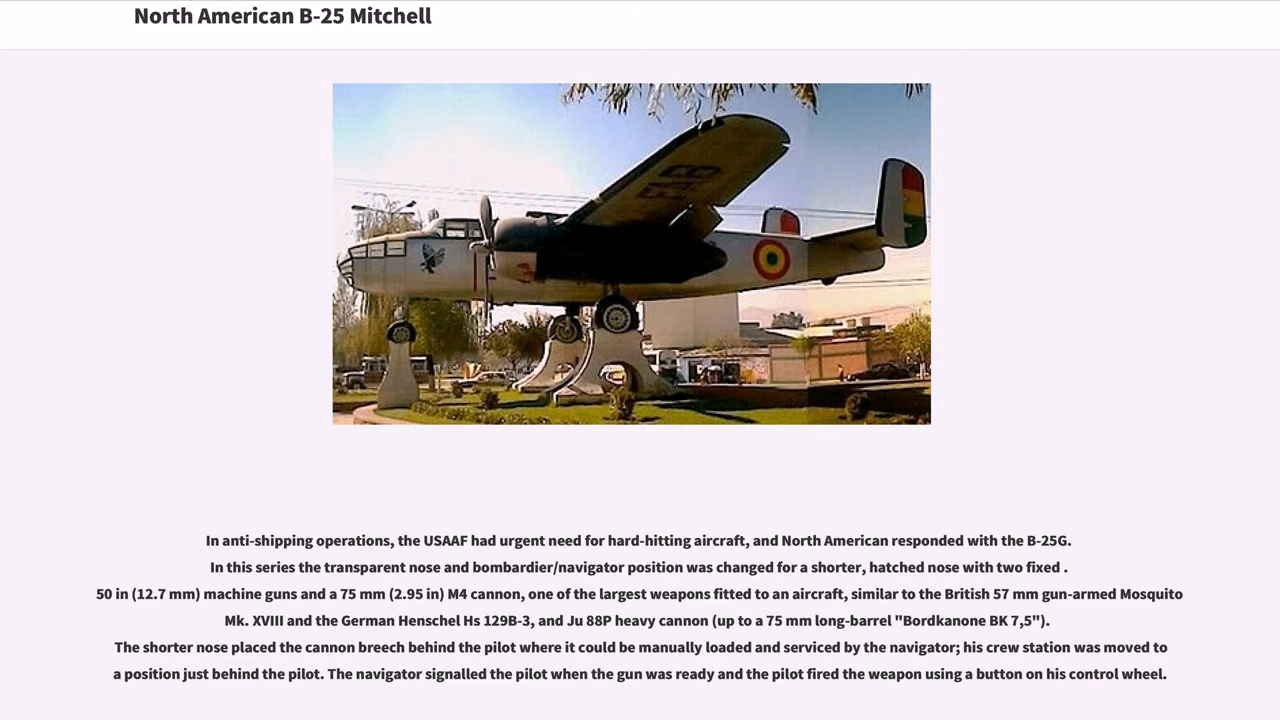 North American B-25 Mitchell
FAB
In anti-shipping operations, the USAAF had urgent need for hard-hitting aircraft, and North American responded with the B-25G.
In this series the transparent nose and bombardier/navigator position was changed for a shorter, hatched nose with two fixed .
50 in (12.7 mm) machine guns and a 75 mm (2.95 in) M4 cannon, one of the largest weapons fitted to an aircraft, similar to the British 57 mm gun-armed Mosquito
Mk. XVIII and the German Henschel Hs 129B-3, and Ju 88P heavy cannon (up to a 75 mm long-barrel "Bordkanone BK 7,5").
The shorter nose placed the cannon breech behind the pilot where it could be manually loaded and serviced by the navigator; his crew station was moved to
a position just behind the pilot. The navigator signalled the pilot when the gun was ready and the pilot fired the weapon using a button on his control wheel.